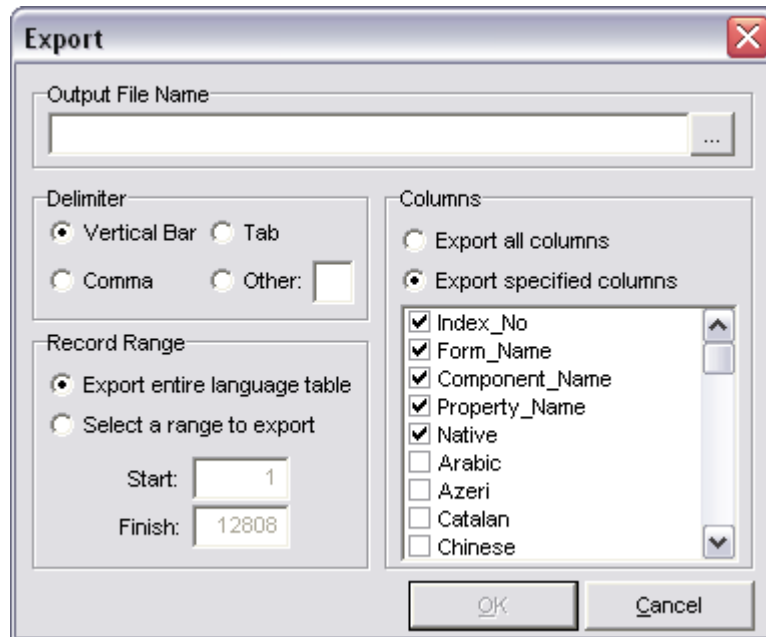 Export
Output File Name
...
Delimiter
Vertical Bar
Tab
Comma
Other:
Record Range
Export entire language table
Select a range to export
Start:
1
Finish:
12808
Columns
Export all columns
Export specified columns
Index_No
Form_Name
Component_Name
Property_Name
Native
Arabic
Azeri
Catalan
Chinese
OK
Cancel